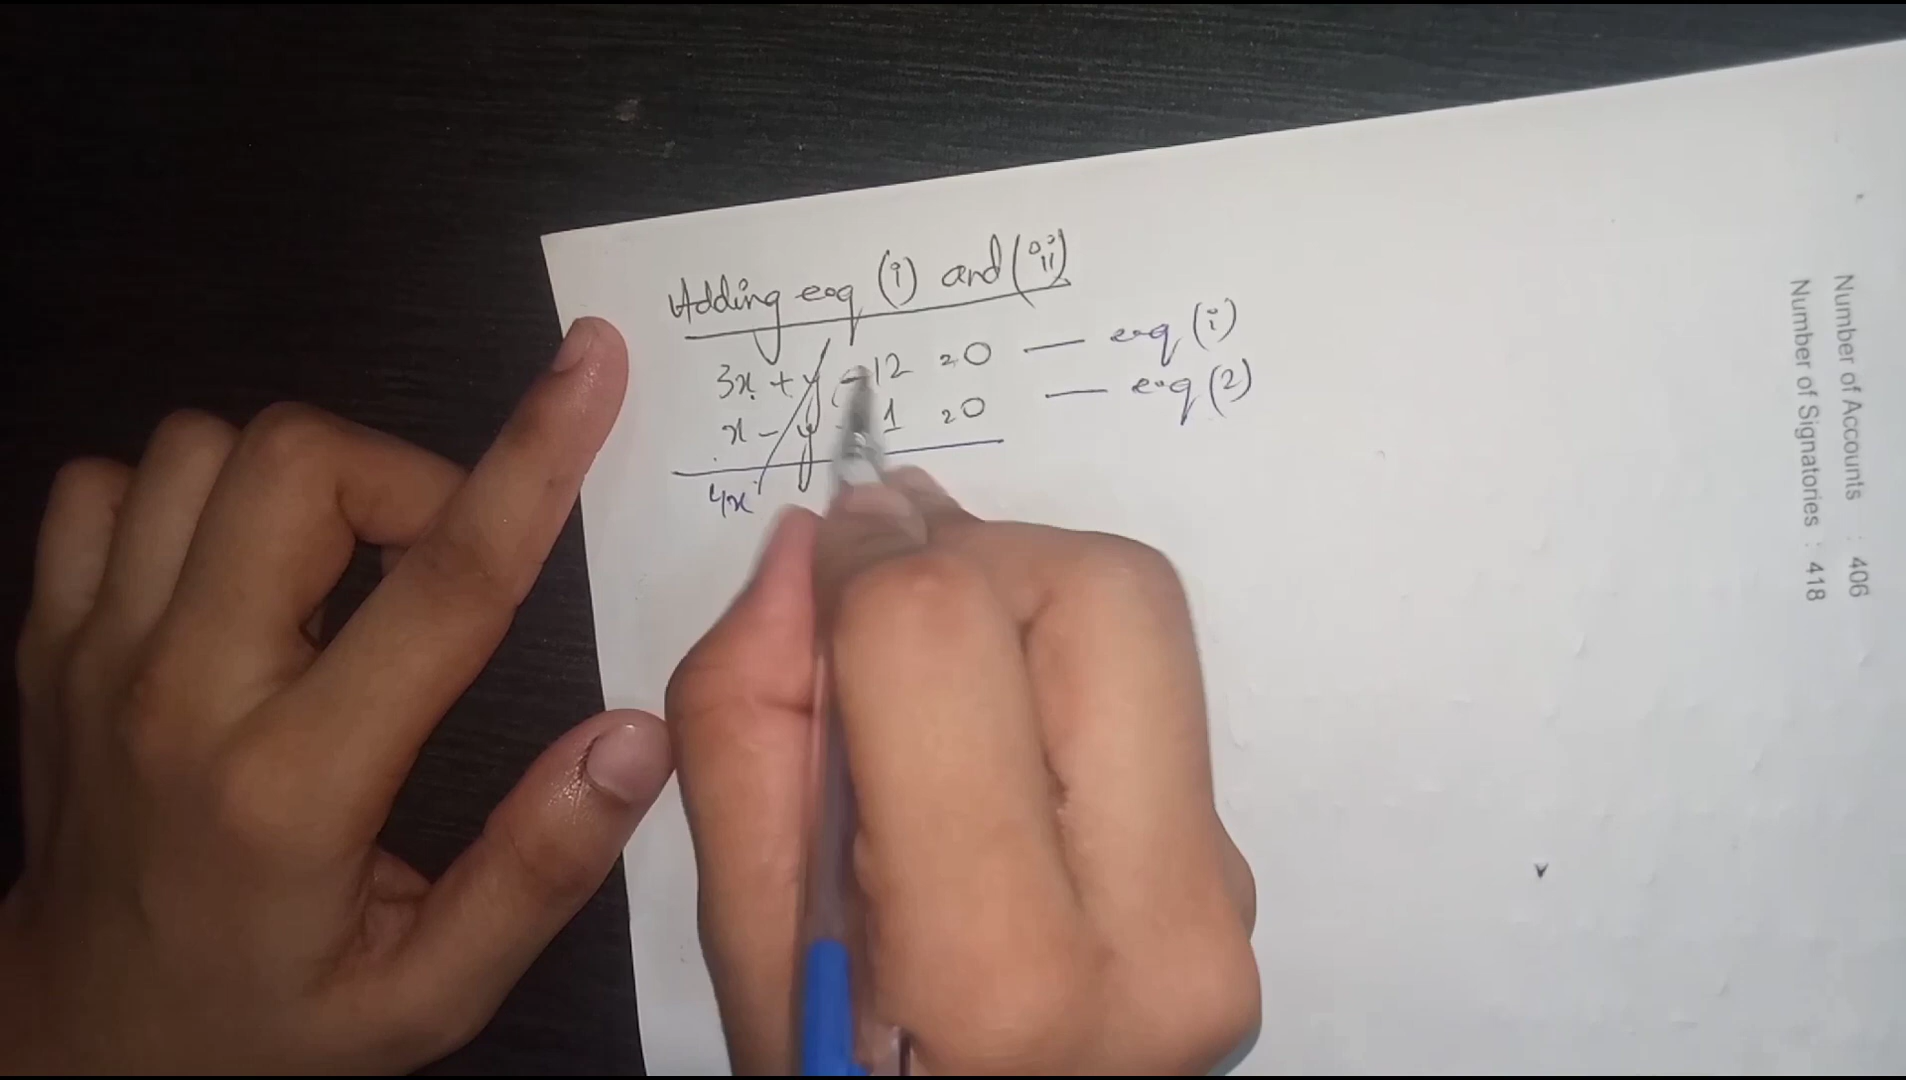 Adding eq (i) and (ii)
3x + y - 12 = 0 — eq (i)
x - y - 1 = 0 — eq (2)
4x
Number of Accounts : 406
Number of Signatories : 418